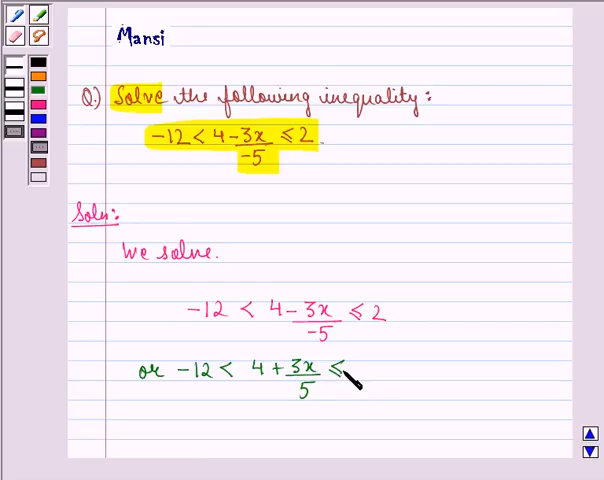 Mansi
Q.) Solve the following inequality:
-12 < 4 - 3x/-5 ≤ 2.
Soln:
We solve.
-12 < 4 - 3x/-5 ≤ 2
or -12 < 4 + 3x/5 ≤